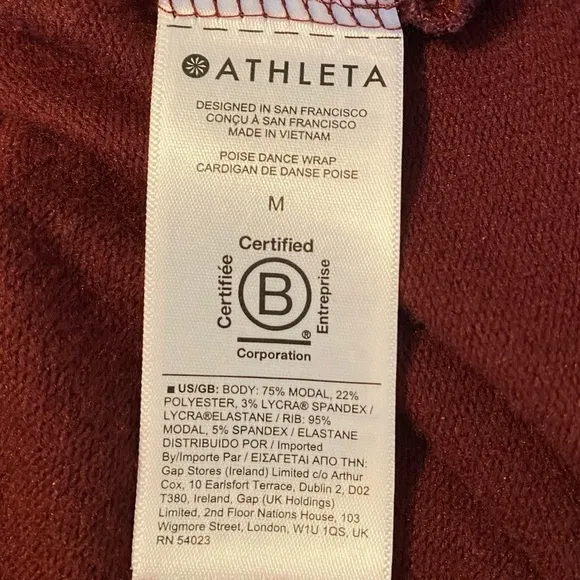 ATHLETA
DESIGNED IN SAN FRANCISCO
CONÇU À SAN FRANCISCO
MADE IN VIETNAM
POISE DANCE WRAP
CARDIGAN DE DANSE POISE
M
Certified
Certifiée
B
Entreprise
®
Corporation
■ US/GB: BODY: 75% MODAL, 22%
POLYESTER, 3% LYCRA® SPANDEX /
LYCRA®ELASTANE / RIB: 95%
MODAL, 5% SPANDEX / ELASTANE
DISTRIBUTED BY/DISTRIBUIDO POR / Imported
By/Importe Par / ΕΙΣΑΓΕΤΑΙ ΑΠΟ ΤΗΝ:
Gap Stores (Ireland) Limited c/o Arthur
Cox, 10 Earlsfort Terrace, Dublin 2, D02
T380, Ireland, Gap (UK Holdings)
Limited, 2nd Floor Nations House, 103
Wigmore Street, London, W1U 1QS, UK
RN 54023